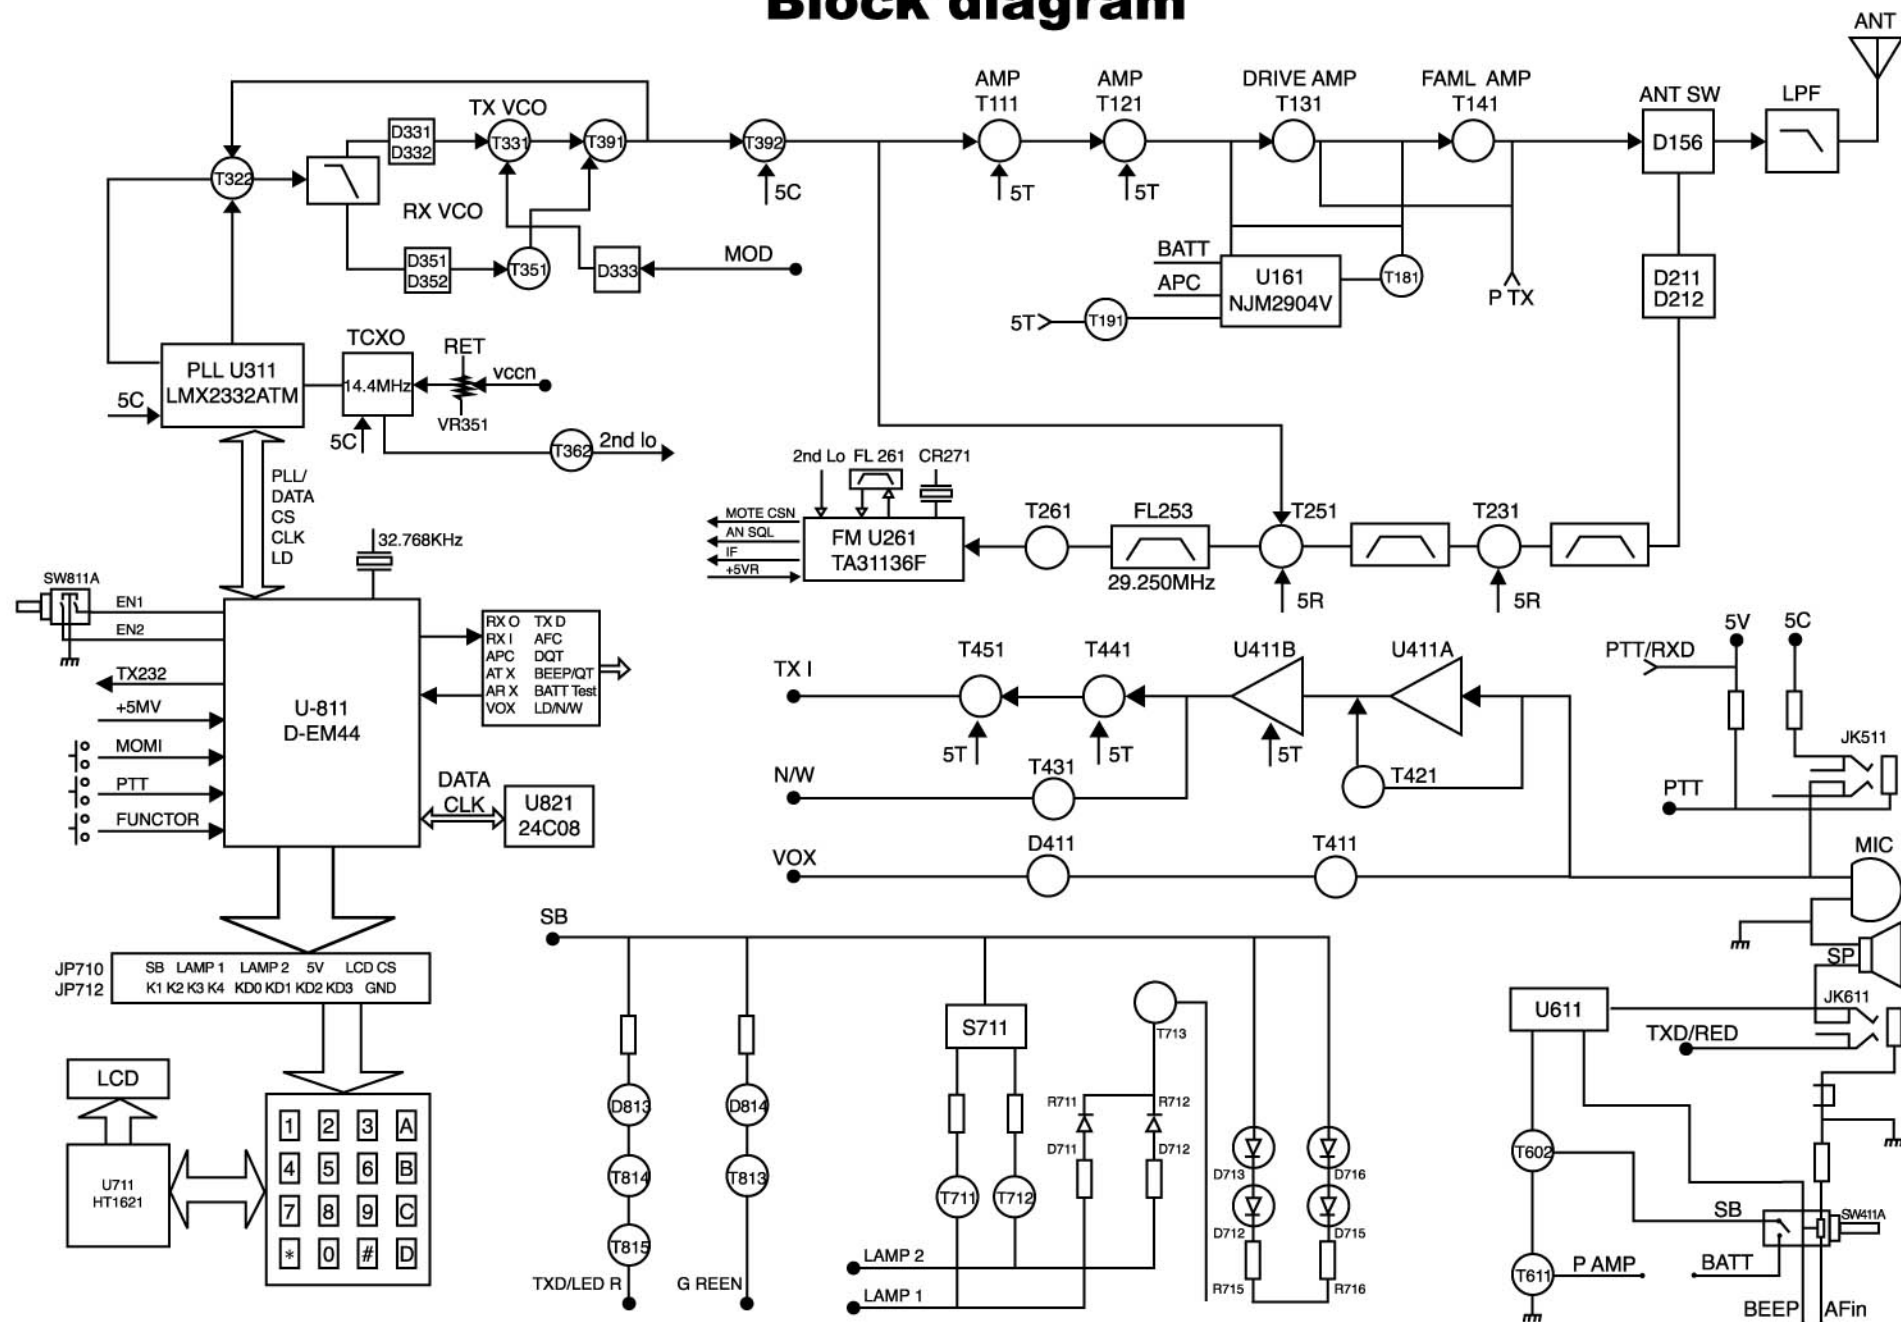 Block diagram
ANT
AMP
T111
AMP
T121
DRIVE AMP
T131
FAML AMP
T141
ANT SW
D156
LPF
TX VCO
D331
D332
T331
T391
T392
5C
T322
5T
5T
RX VCO
D351
D352
T351
D333
MOD
BATT
APC
U161
NJM2904V
T181
P TX
D211
D212
5T
T191
PLL U311
LMX2332ATM
5C
TCXO
14.4MHz
RET
vccn
VR351
5C
T362
2nd lo
PLL/
DATA
CS
CLK
LD
2nd Lo
FL 261
CR271
MOTE CSN
AN SQL
IF
+5VR
FM U261
TA31136F
T261
FL253
29.250MHz
T251
5R
T231
5R
32.768KHz
SW811A
EN1
EN2
TX232
+5MV
MOMI
PTT
FUNCTOR
U-811
D-EM44
RX O TX D
RX I AFC
APC DQT
AT X BEEP/QT
AR X BATT Test
VOX LD/N/W
DATA
CLK
U821
24C08
TX I
T451
5T
T441
5T
U411B
5T
U411A
T421
N/W
T431
VOX
D411
T411
5V
5C
PTT/RXD
JK511
PTT
MIC
SP
JK611
U611
TXD/RED
T602
SB
SW411A
T611
P AMP
BATT
BEEP
AFin
JP710
JP712
SB LAMP 1 LAMP 2 5V LCD CS
K1 K2 K3 K4 KD0 KD1 KD2 KD3 GND
LCD
U711
HT1621
1 2 3 A
4 5 6 B
7 8 9 C
* 0 # D
SB
D813
T814
T815
TXD/LED R
D814
T813
G REEN
S711
T711
T712
T713
R711
R712
D711
D712
LAMP 2
LAMP 1
D713
D712
R715
D716
D715
R716